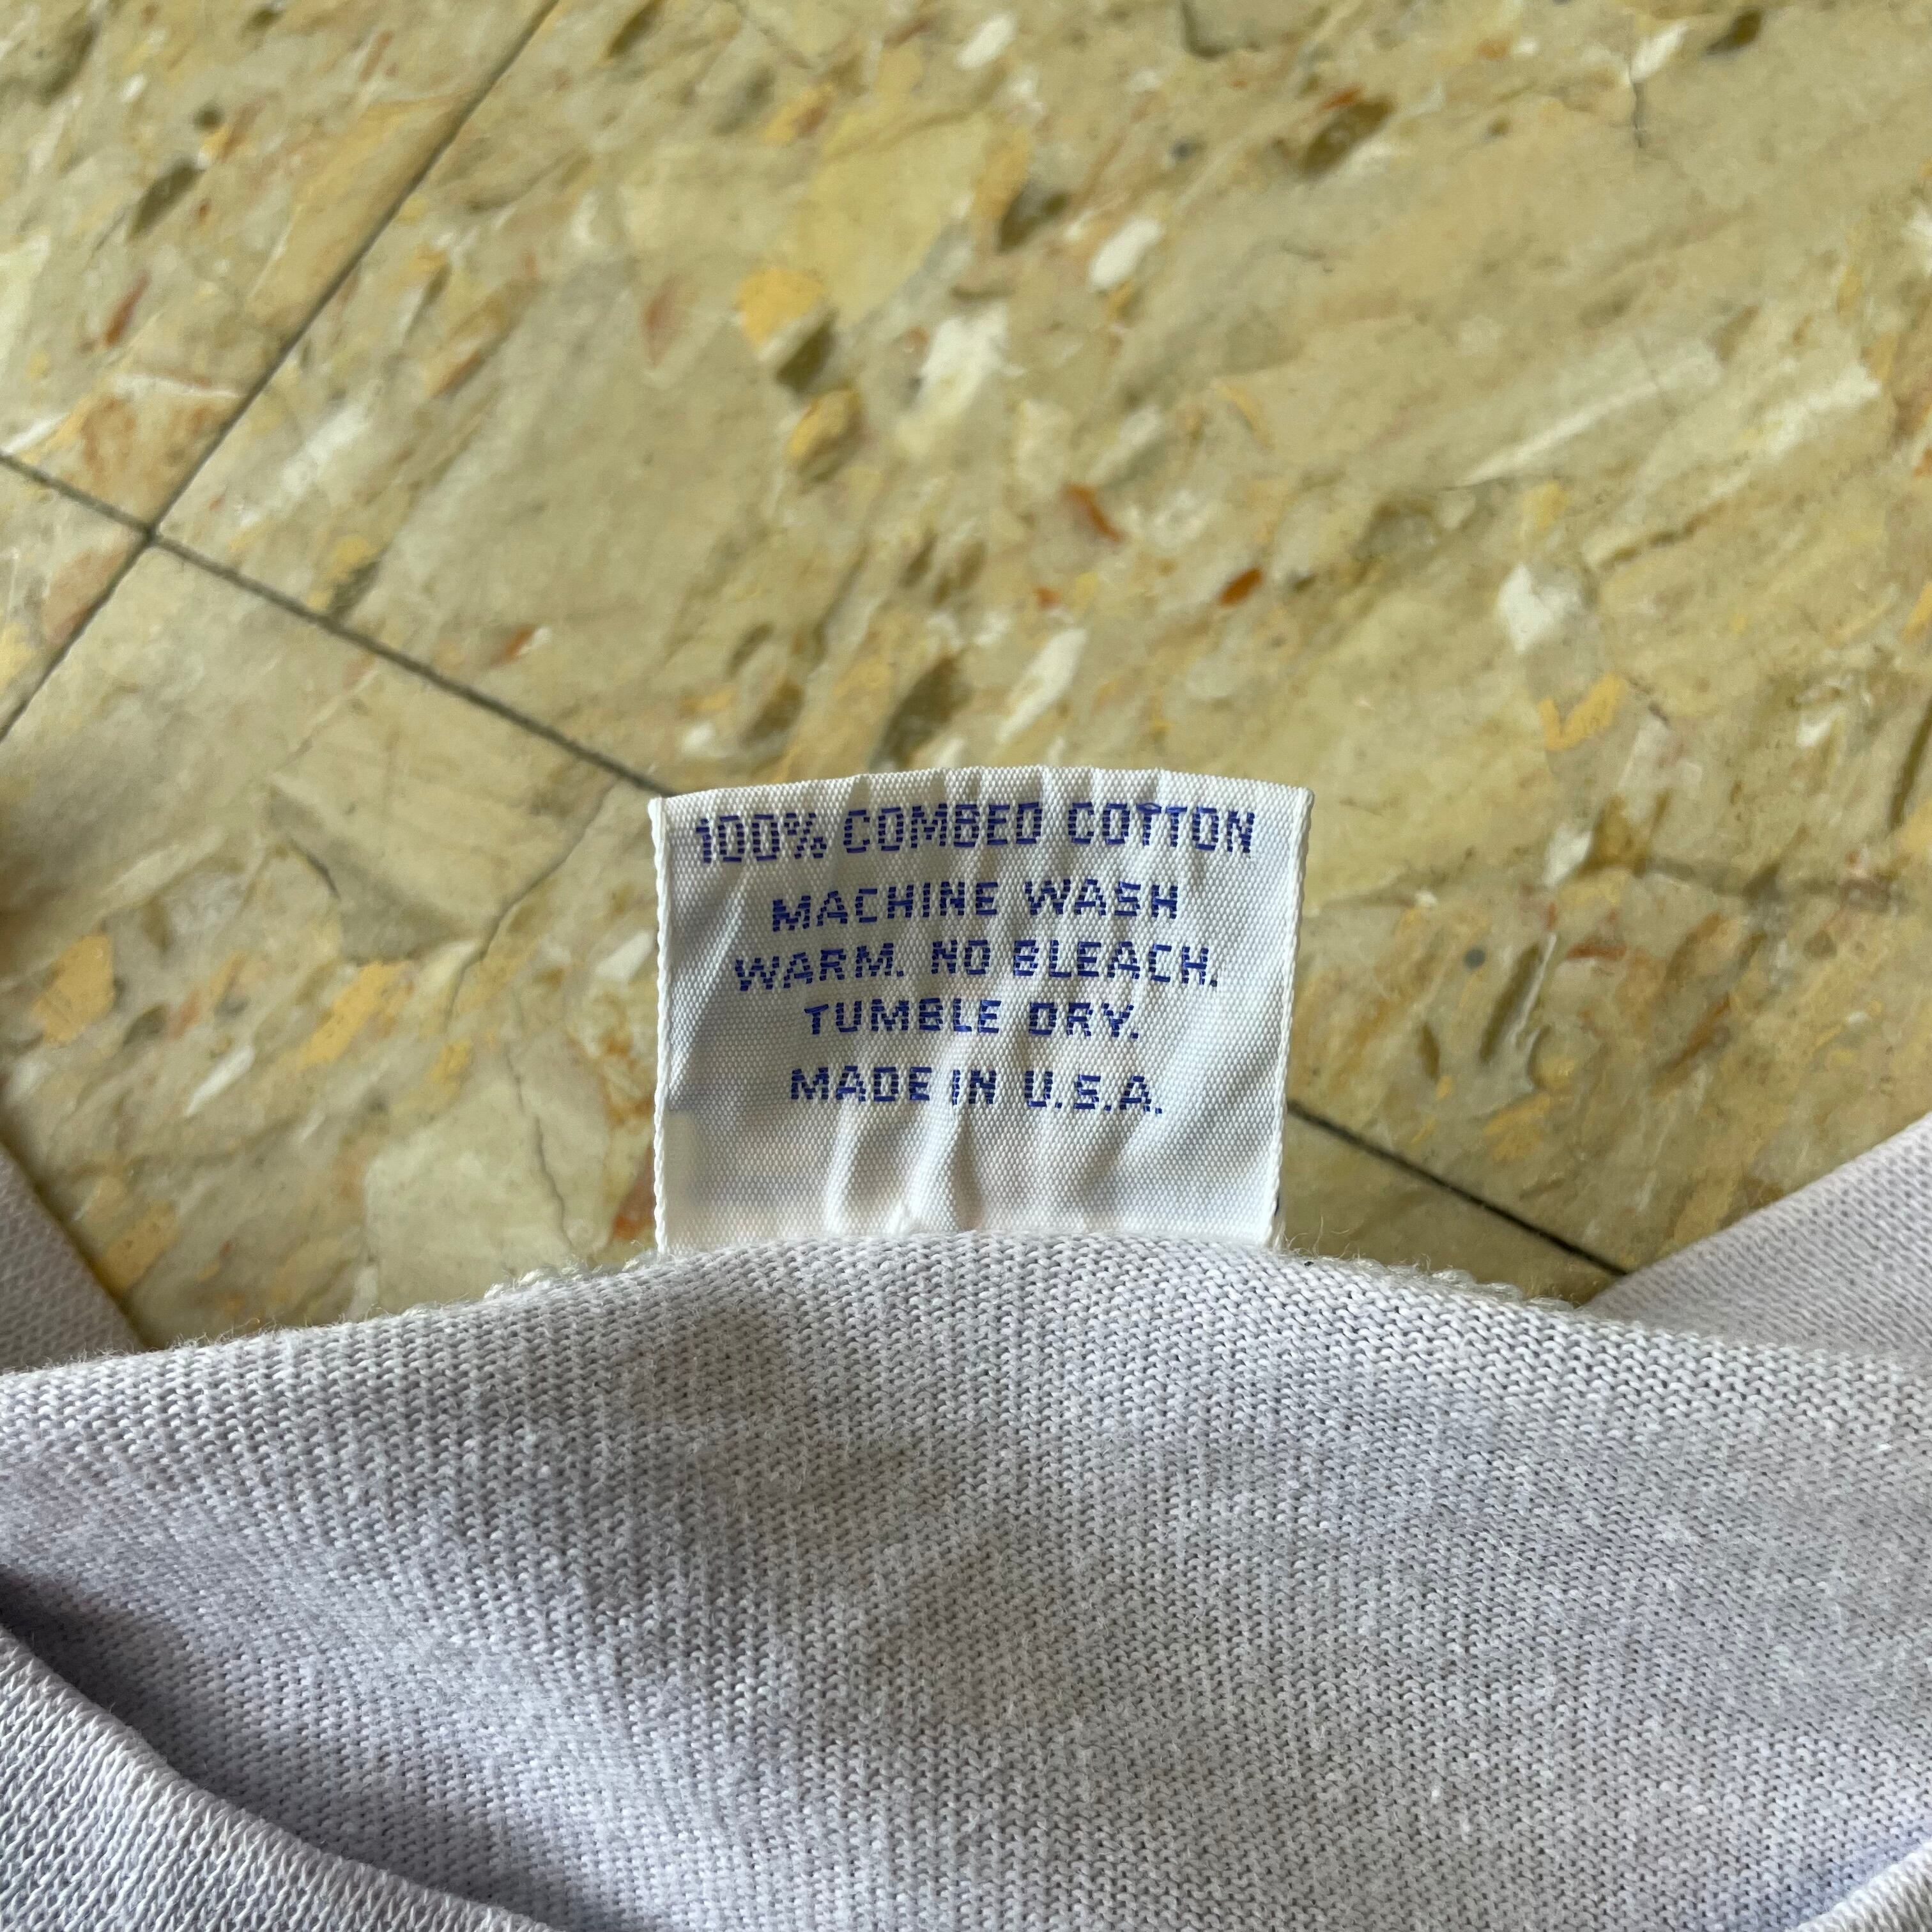 100% COMBED COTTON
MACHINE WASH
WARM. NO BLEACH.
TUMBLE DRY.
MADE IN U.S.A.